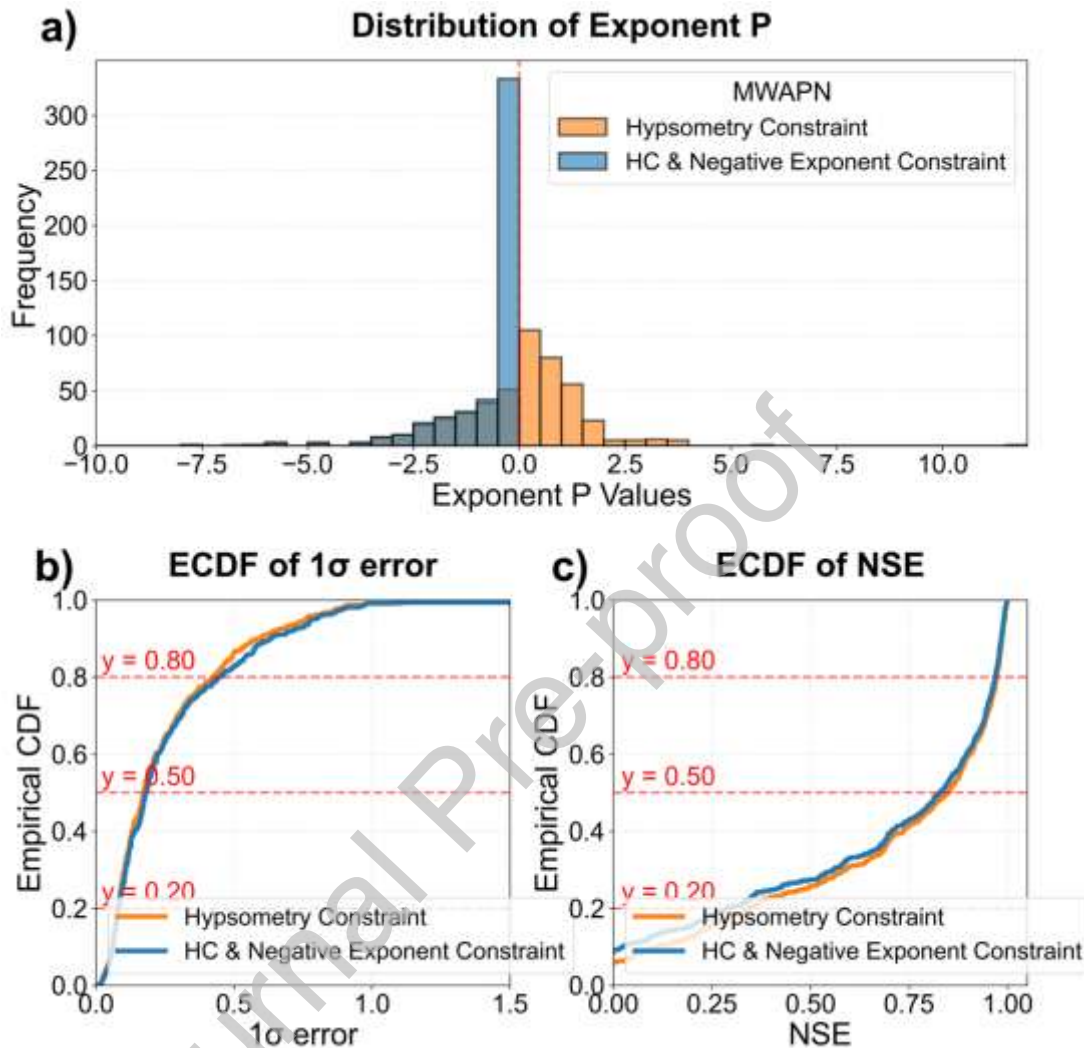 a) Distribution of Exponent P
MWAPN
Hypsometry Constraint
HC & Negative Exponent Constraint
Frequency
300
250
200
150
100
50
0
−10.0 −7.5 −5.0 −2.5 0.0 2.5 5.0 7.5 10.0
Exponent P Values
b) ECDF of 1σ error
Empirical CDF
1.0
0.8
0.6
0.4
0.2
0.0
y = 0.80
y = 0.50
y = 0.20
Hypsometry Constraint
HC & Negative Exponent Constraint
0.0 0.5 1.0 1.5
1σ error
c) ECDF of NSE
Empirical CDF
1.0
0.8
0.6
0.4
0.2
0.0
y = 0.80
y = 0.50
y = 0.20
Hypsometry Constraint
HC & Negative Exponent Constraint
0.00 0.25 0.50 0.75 1.00
NSE
urnal Pre-proof